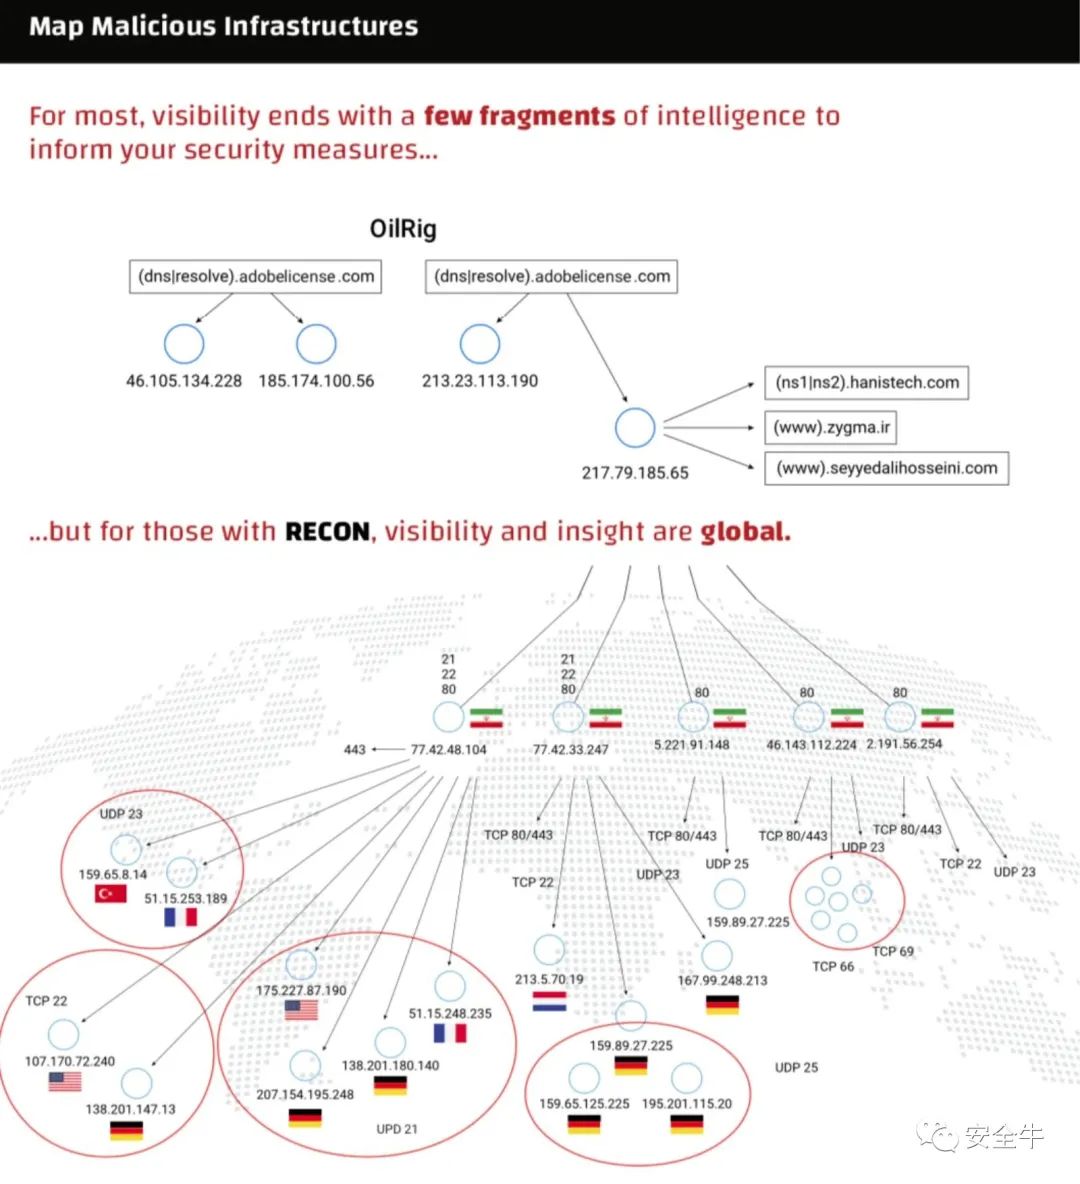 Map Malicious Infrastructures
For most, visibility ends with a few fragments of intelligence to
inform your security measures...
OilRig
(dns|resolve).adobelicense.com
(dns|resolve).adobelicense.com
46.105.134.228
185.174.100.56
213.23.113.190
(ns1|ns2).hanistech.com
(www).zygma.ir
(www).seyyedalihosseini.com
217.79.185.65
...but for those with RECON, visibility and insight are global.
21
22
80
21
22
80
80
80
80
443
77.42.48.104
77.42.33.247
5.221.91.148
46.143.112.224
2.191.56.254
UDP 23
159.65.8.14
51.15.253.189
TCP 80/443
TCP 80/443
TCP 80/443
TCP 80/443
UDP 23
TCP 22
UDP 23
UDP 25
TCP 22
UDP 23
159.89.27.225
TCP 69
TCP 66
TCP 22
107.170.72.240
138.201.147.13
175.227.87.190
51.15.248.235
138.201.180.140
207.154.195.248
UPD 21
213.5.70.19
167.99.248.213
159.89.27.225
159.65.125.225
195.201.115.20
UDP 25
安全牛